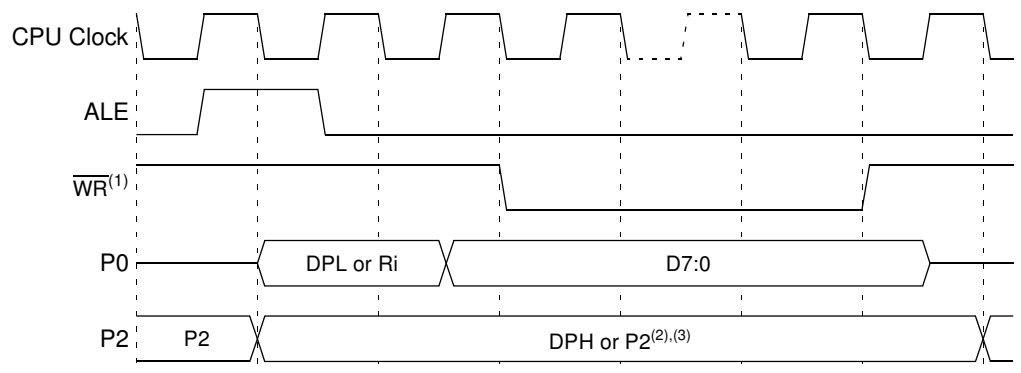 CPU Clock
ALE
WR(1)
P0 DPL or Ri D7:0
P2 P2 DPH or P2(2),(3)